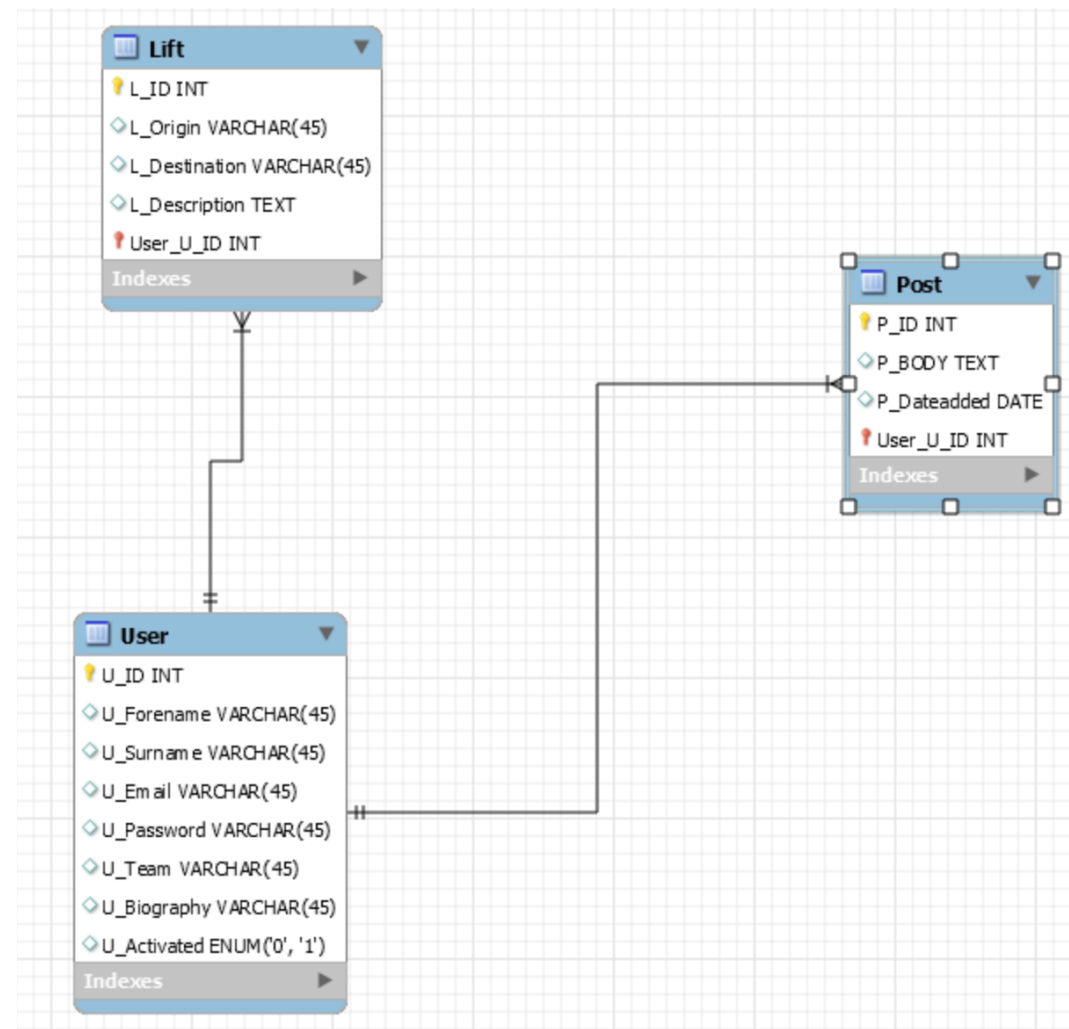 Lift
L_ID INT
L_Origin VARCHAR(45)
L_Destination VARCHAR(45)
L_Description TEXT
User_U_ID INT
Indexes
Post
P_ID INT
P_BODY TEXT
P_Dateadded DATE
User_U_ID INT
Indexes
User
U_ID INT
U_Forename VARCHAR(45)
U_Surname VARCHAR(45)
U_Email VARCHAR(45)
U_Password VARCHAR(45)
U_Team VARCHAR(45)
U_Biography VARCHAR(45)
U_Activated ENUM('0', '1')
Indexes